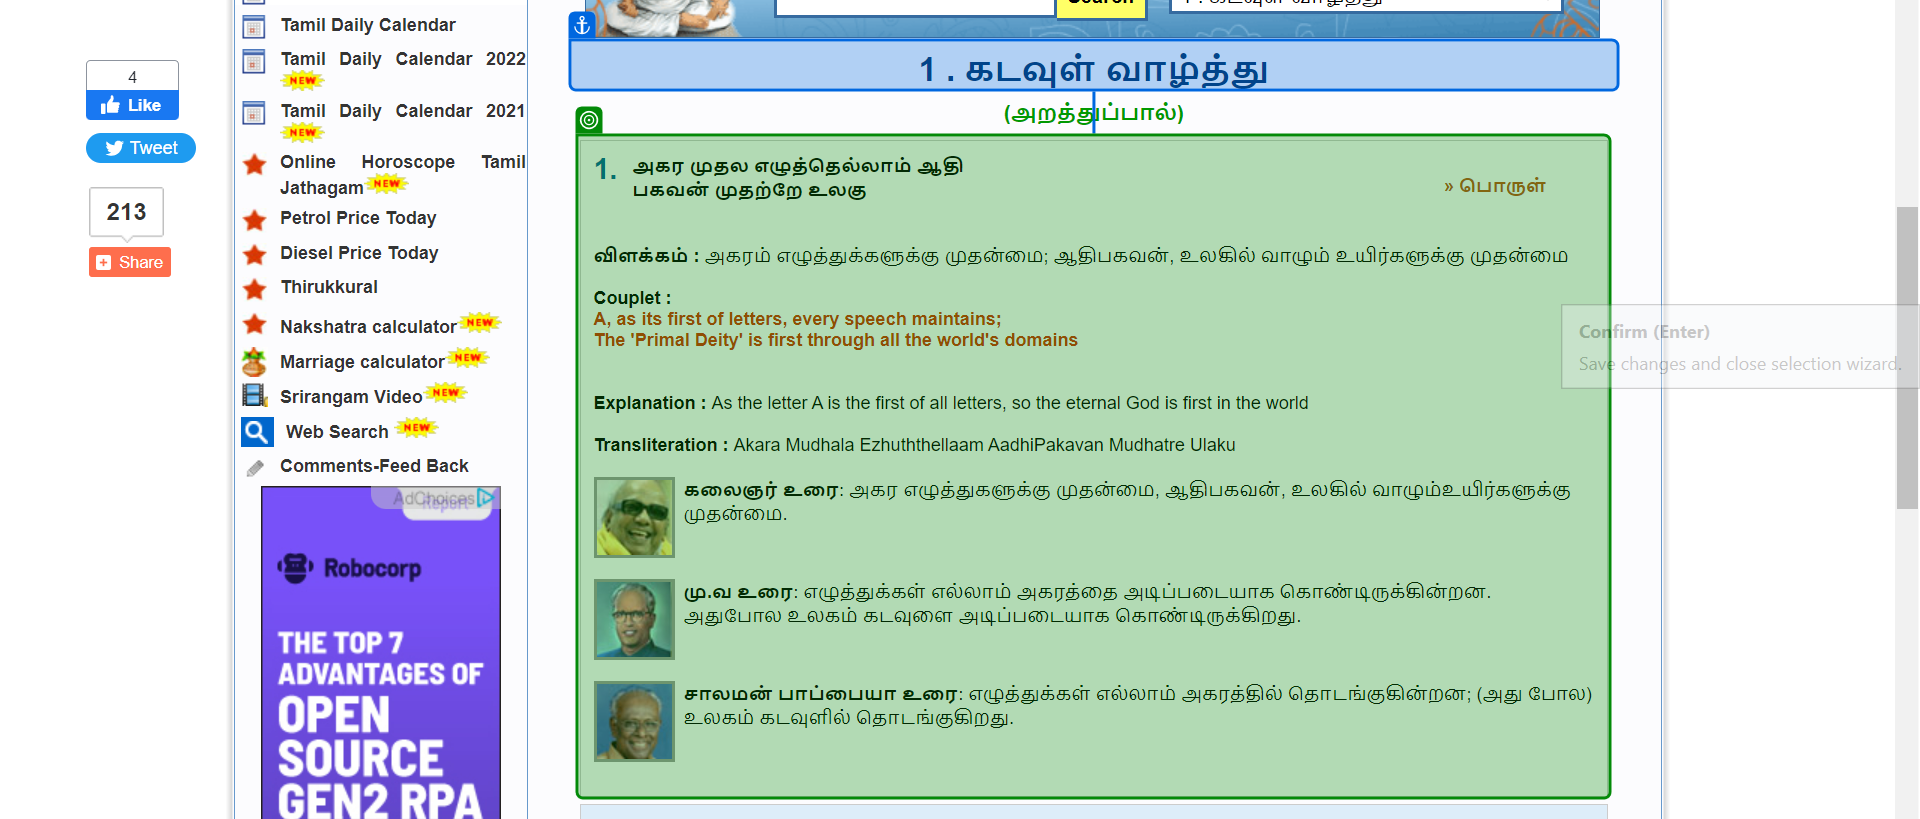 Search
Tamil Daily Calendar
Tamil Daily Calendar 2022
NEW
Tamil Daily Calendar 2021
NEW
Online Horoscope Tamil
Jathagam NEW
Petrol Price Today
Diesel Price Today
Thirukkural
Nakshatra calculator NEW
Marriage calculator NEW
Srirangam Video NEW
Web Search NEW
Comments-Feed Back
4
Like
Tweet
213
Share
AdChoices
Report
Robocorp
THE TOP 7
ADVANTAGES OF
OPEN
SOURCE
GEN2 RPA
1 . கடவுள் வாழ்த்து
(அறத்துப்பால்)
1. அகர முதல எழுத்தெல்லாம் ஆதி
பகவன் முதற்றே உலகு
» பொருள்
விளக்கம் : அகரம் எழுத்துக்களுக்கு முதன்மை; ஆதிபகவன், உலகில் வாழும் உயிர்களுக்கு முதன்மை
Couplet :
A, as its first of letters, every speech maintains;
The 'Primal Deity' is first through all the world's domains
Confirm (Enter)
Save changes and close selection wizard.
Explanation : As the letter A is the first of all letters, so the eternal God is first in the world
Transliteration : Akara Mudhala Ezhuththellaam AadhiPakavan Mudhatre Ulaku
கலைஞர் உரை: அகர எழுத்துகளுக்கு முதன்மை, ஆதிபகவன், உலகில் வாழும்உயிர்களுக்கு
முதன்மை.
மு.வ உரை: எழுத்துக்கள் எல்லாம் அகரத்தை அடிப்படையாக கொண்டிருக்கின்றன.
அதுபோல உலகம் கடவுளை அடிப்படையாக கொண்டிருக்கிறது.
சாலமன் பாப்பையா உரை: எழுத்துக்கள் எல்லாம் அகரத்தில் தொடங்குகின்றன; (அது போல)
உலகம் கடவுளில் தொடங்குகிறது.